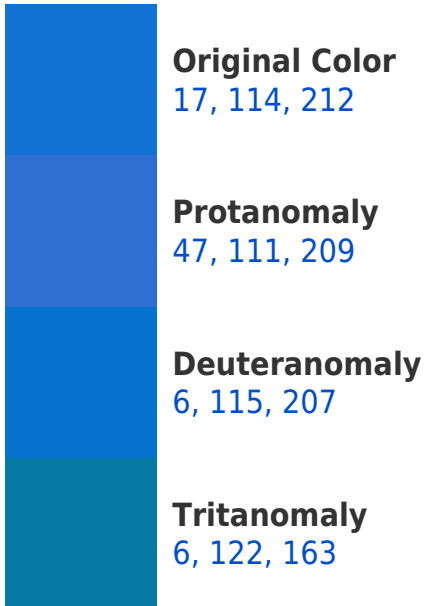 Original Color
17, 114, 212
Protanomaly
47, 111, 209
Deuteranomaly
6, 115, 207
Tritanomaly
6, 122, 163